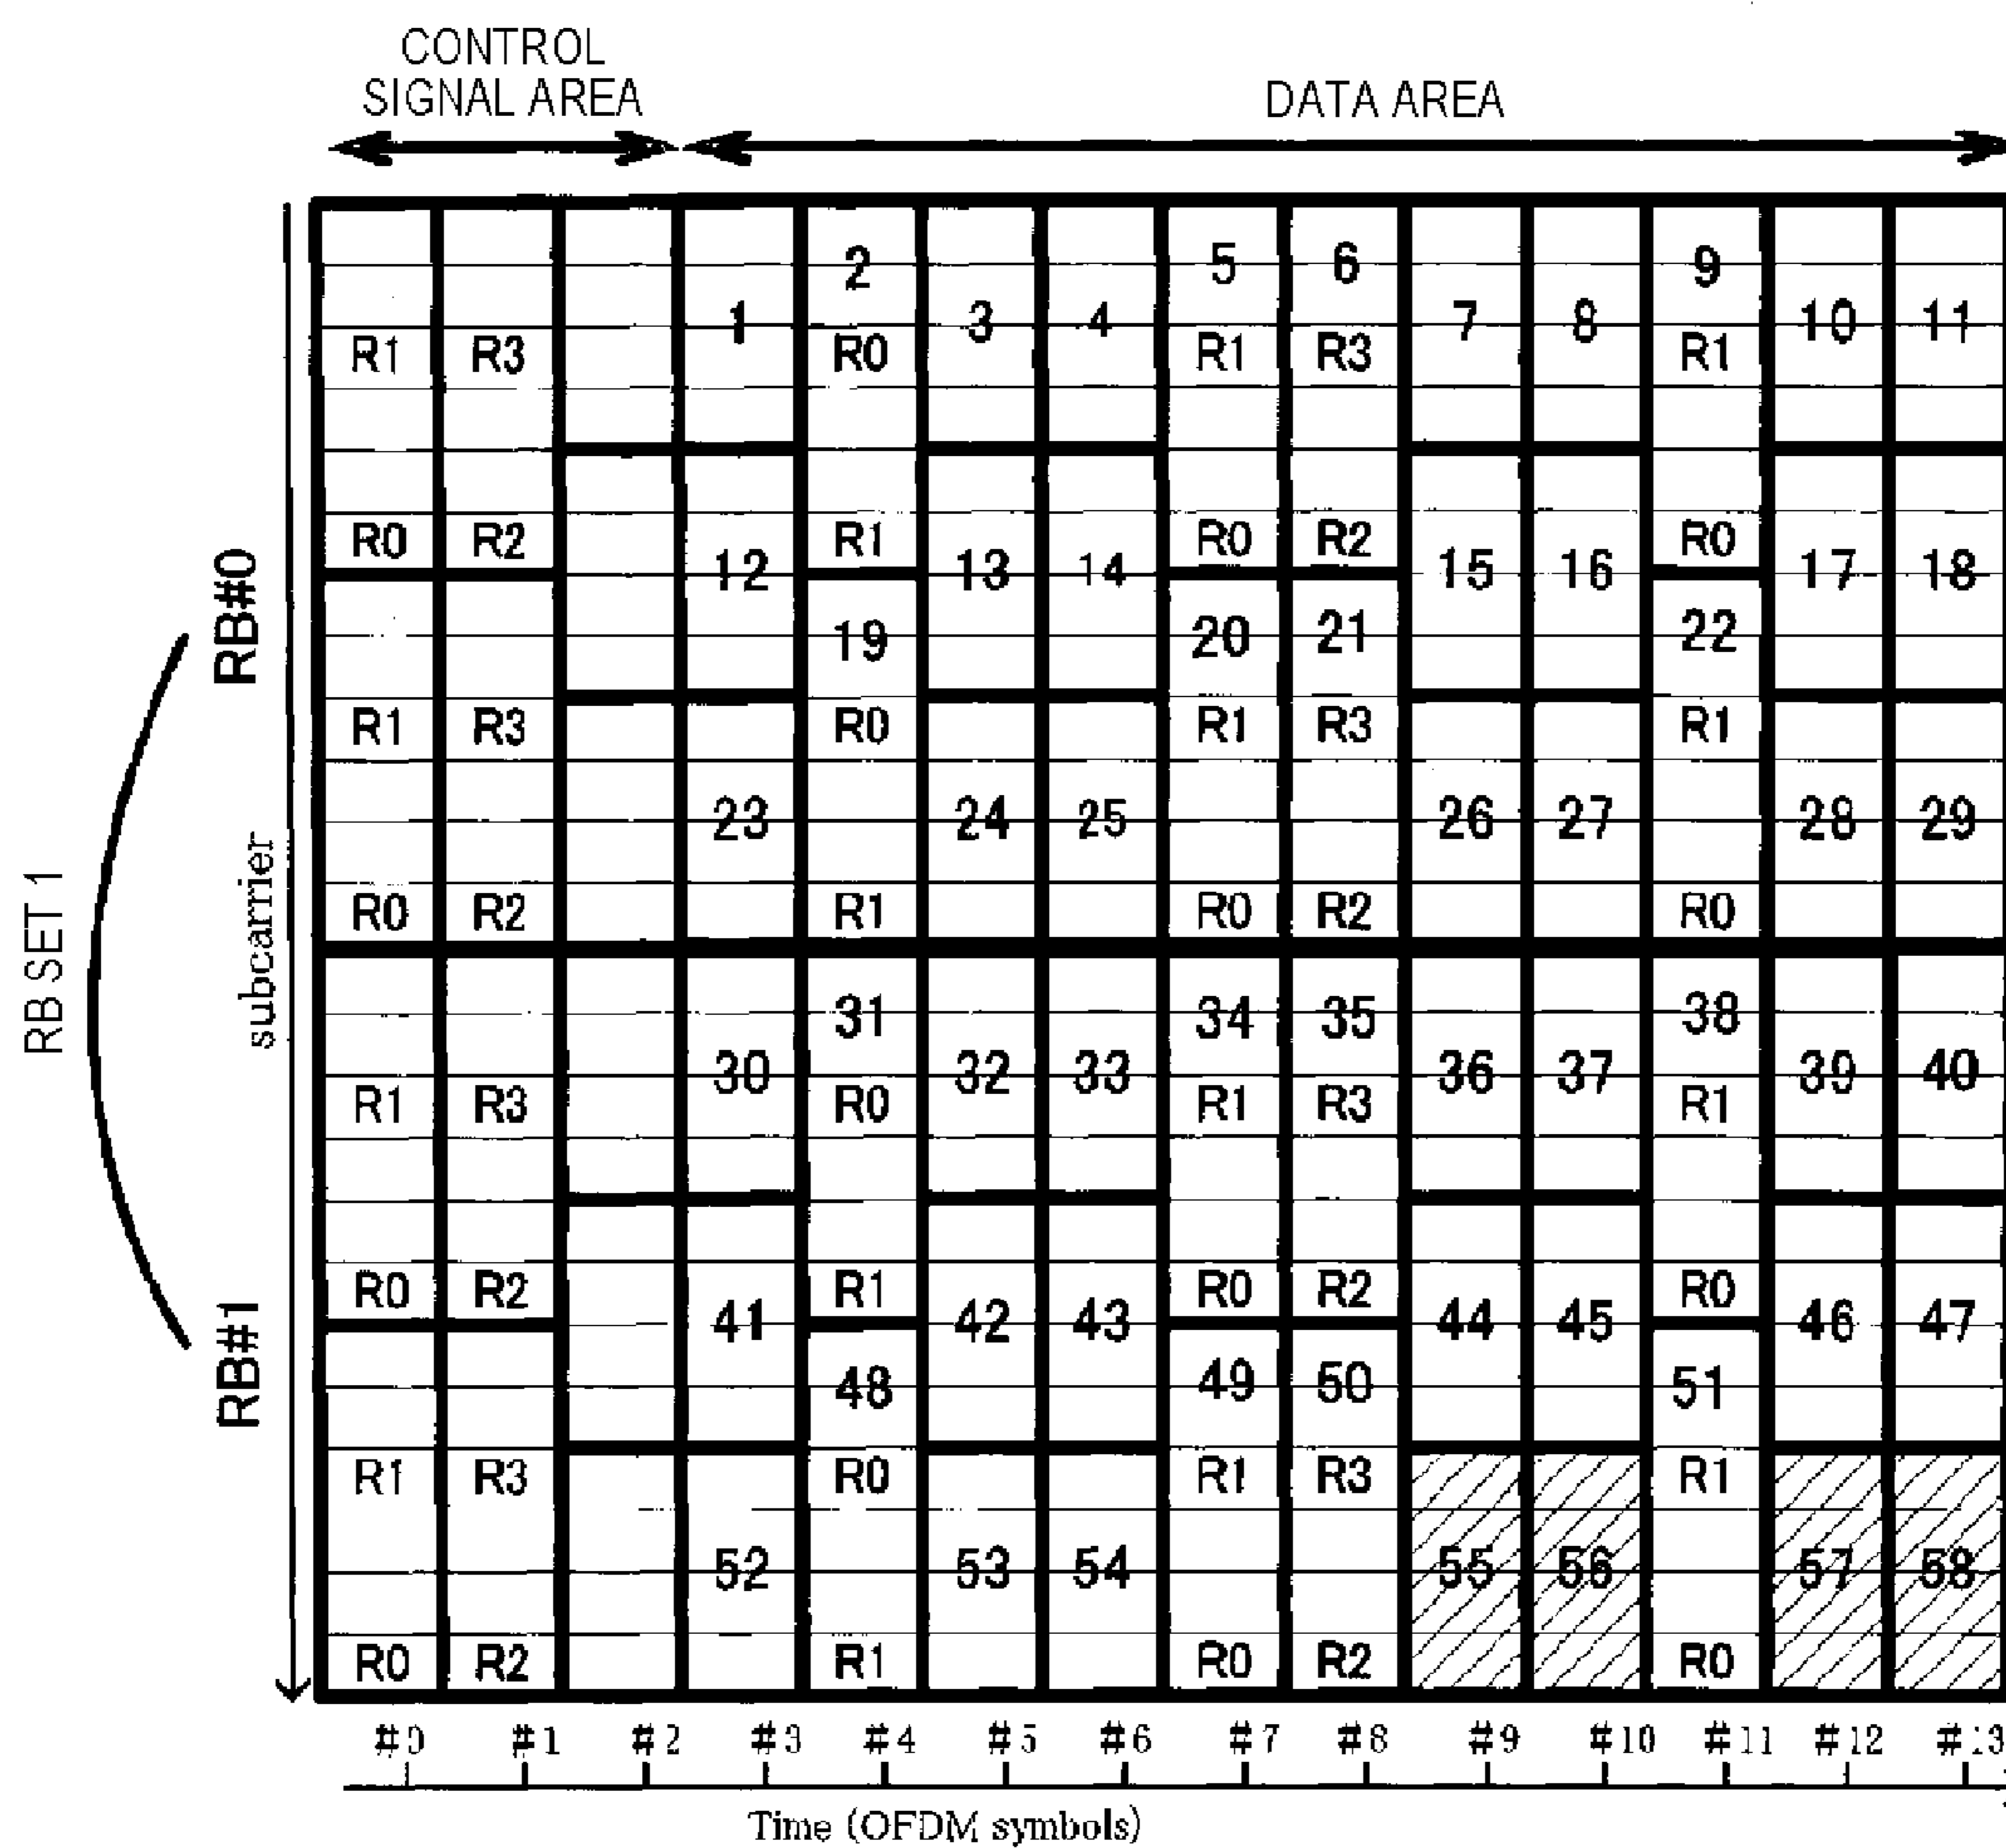 CONTROL
SIGNAL AREA
DATA AREA
2 5 6 9
1 3 4 7 8 10 11
R1 R3 R0 R1 R3 R1
R0 R2 R1 R0 R2 R0
12 13 14 15 16 17 18
19 20 21 22
R1 R3 R0 R1 R3 R1
23 24 25 26 27 28 29
R0 R2 R1 R0 R2 R0
31 34 35 38
30 32 33 36 37 39 40
R1 R3 R0 R1 R3 R1
R0 R2 R1 R0 R2 R0
41 42 43 44 45 46 47
48 49 50 51
R1 R3 R0 R1 R3 R1
52 53 54 55 56 57 58
R0 R2 R1 R0 R2 R0
RB#0
RB#1
RB SET 1
subcarrier
#0 #1 #2 #3 #4 #5 #6 #7 #8 #9 #10 #11 #12 #13
Time (OFDM symbols)